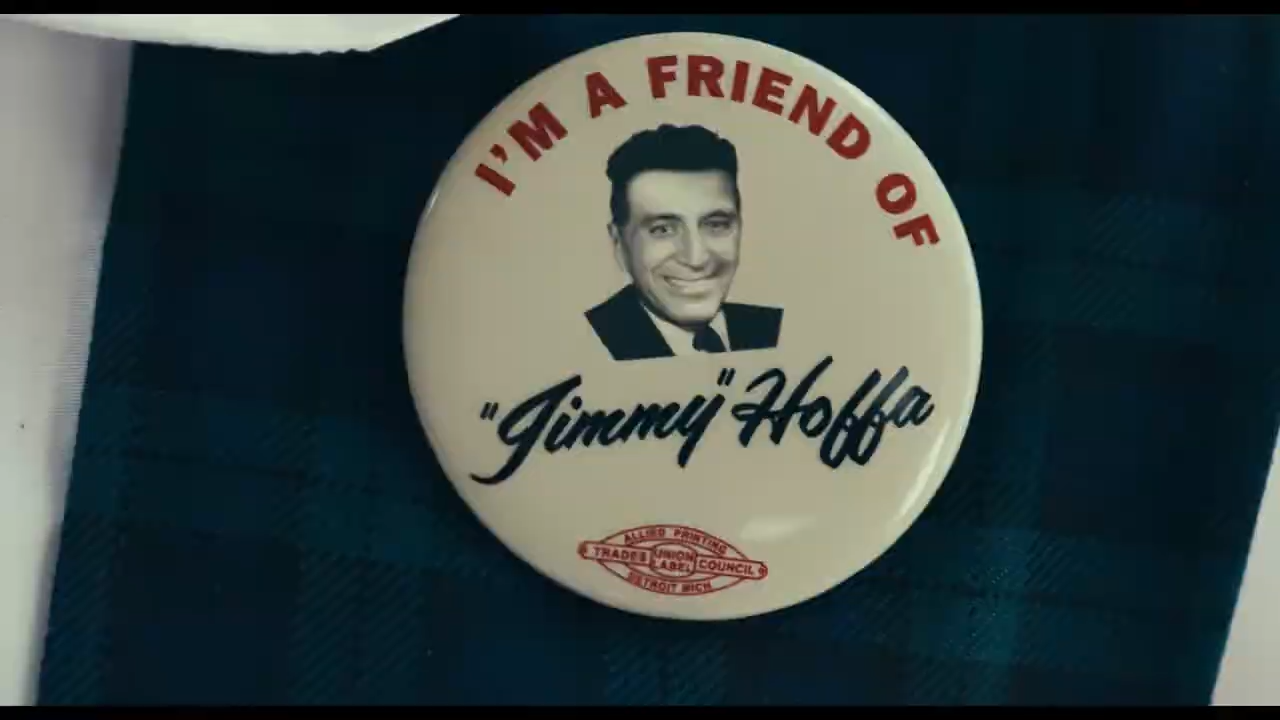 I'M A FRIEND OF
"Jimmy" Hoffa
ALLIED PRINTING
TRADES UNION LABEL COUNCIL
DETROIT MICH